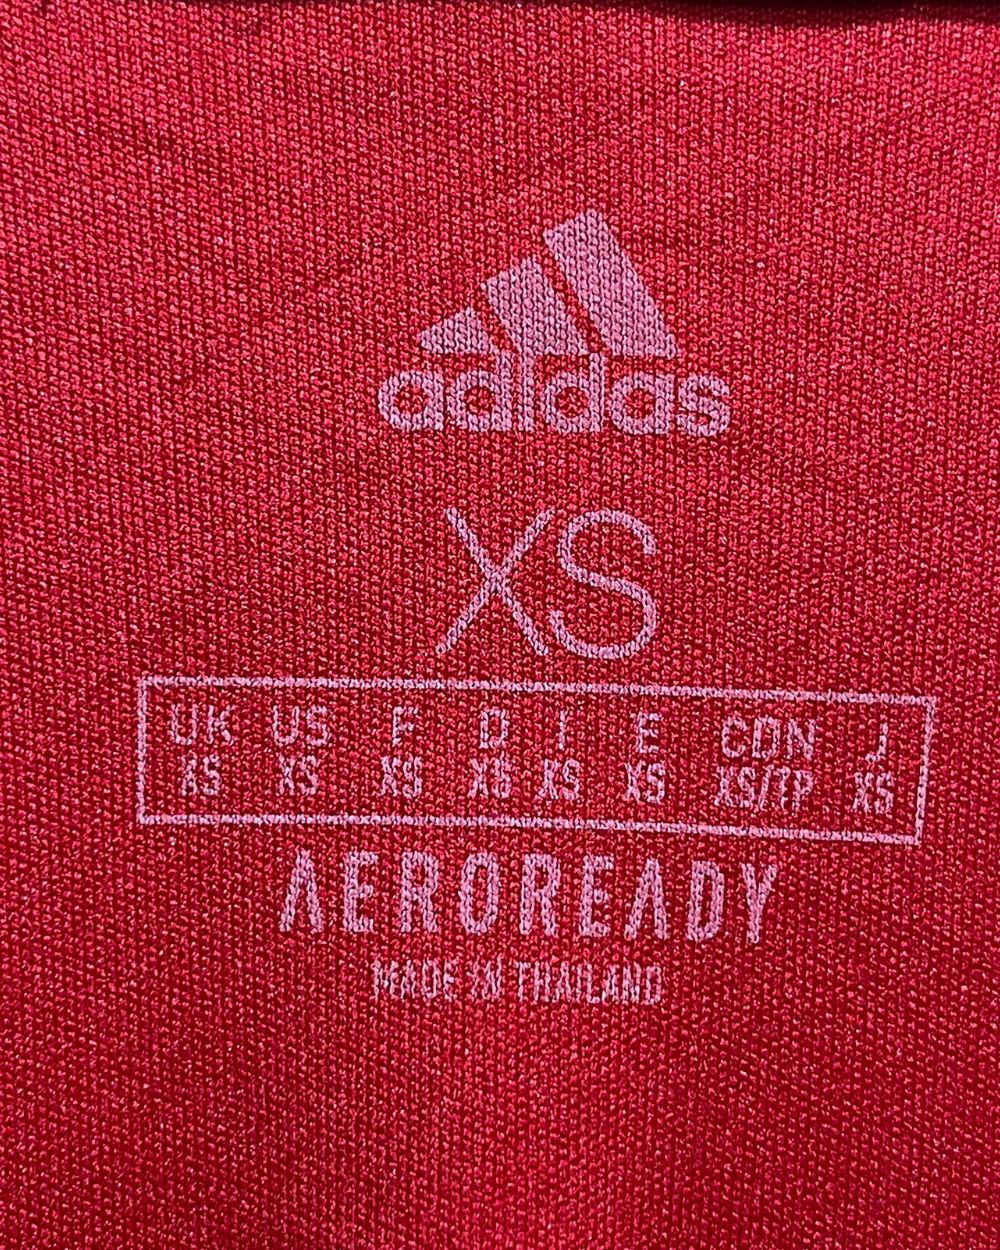 adidas
XS
UK US F D I E CDN J
XS XS XS XS XS XS XS/TP XS
AEROREADY
MADE IN THAILAND